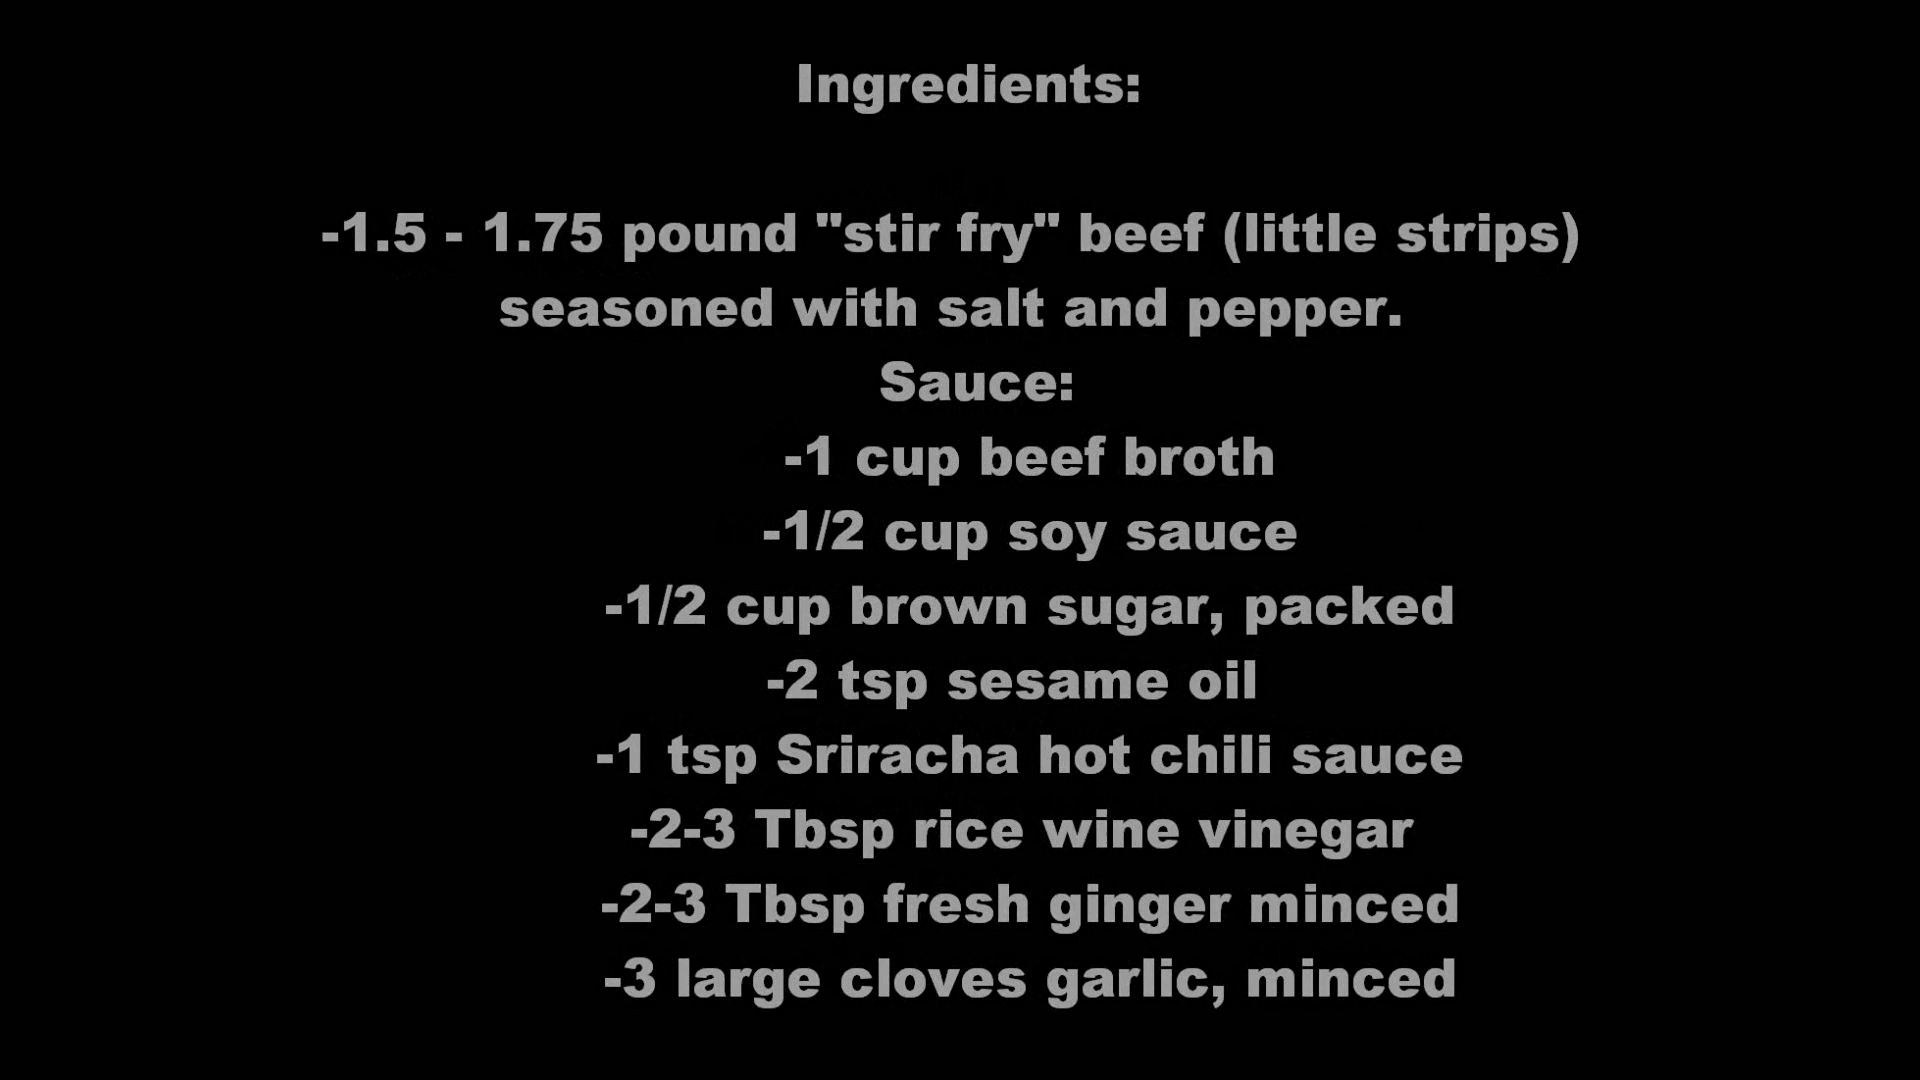 Ingredients:
-1.5 - 1.75 pound "stir fry" beef (little strips)
seasoned with salt and pepper.
Sauce:
-1 cup beef broth
-1/2 cup soy sauce
-1/2 cup brown sugar, packed
-2 tsp sesame oil
-1 tsp Sriracha hot chili sauce
-2-3 Tbsp rice wine vinegar
-2-3 Tbsp fresh ginger minced
-3 large cloves garlic, minced